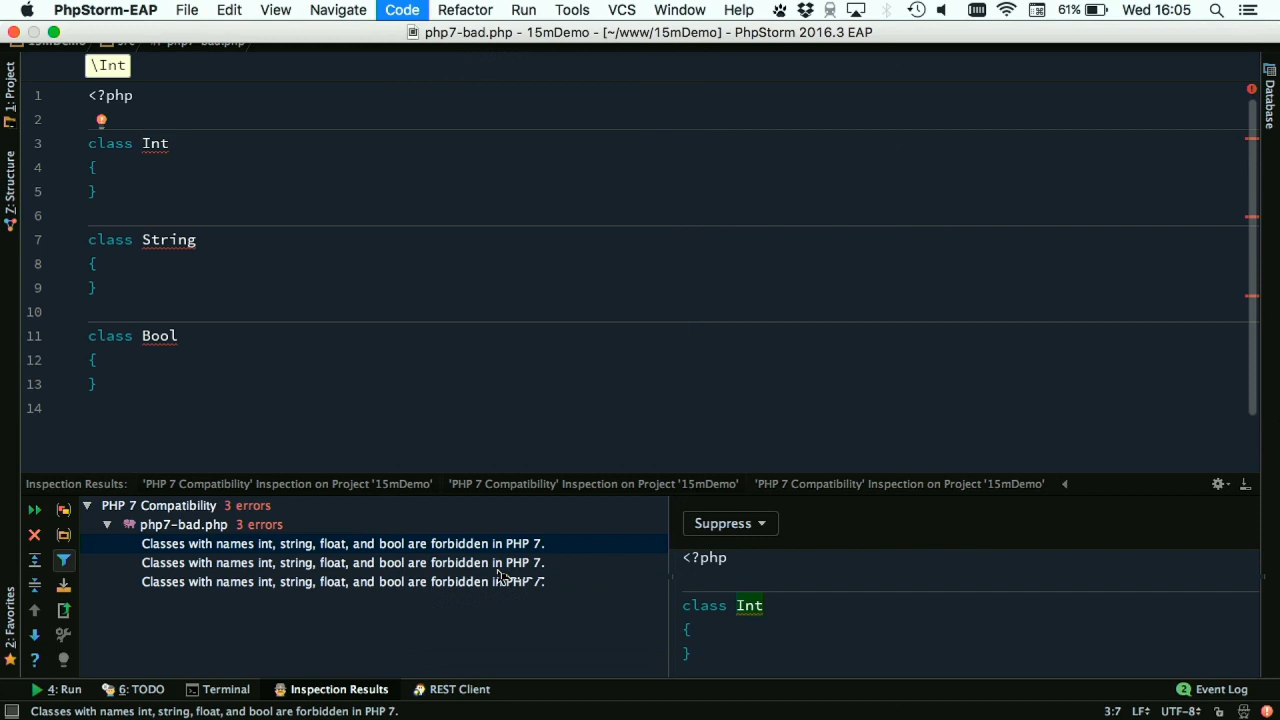 PhpStorm-EAP File Edit View Navigate Code Refactor Run Tools VCS Window Help 61% Wed 16:05
php7-bad.php - 15mDemo - [~/www/15mDemo] - PhpStorm 2016.3 EAP
15mDemo src php7-bad.php
\Int
1: Project
Z: Structure
2: Favorites
Database
1 <?php
2
3 class Int
4 {
5 }
6
7 class String
8 {
9 }
10
11 class Bool
12 {
13 }
14
Inspection Results: 'PHP 7 Compatibility' Inspection on Project '15mDemo' 'PHP 7 Compatibility' Inspection on Project '15mDemo' 'PHP 7 Compatibility' Inspection on Project '15mDemo'
PHP 7 Compatibility 3 errors
php7-bad.php 3 errors
Classes with names int, string, float, and bool are forbidden in PHP 7.
Classes with names int, string, float, and bool are forbidden in PHP 7.
Classes with names int, string, float, and bool are forbidden in PHP 7.
Suppress
<?php
class Int
{
}
4: Run 6: TODO Terminal Inspection Results REST Client 2 Event Log
Classes with names int, string, float, and bool are forbidden in PHP 7. 3:7 LF UTF-8